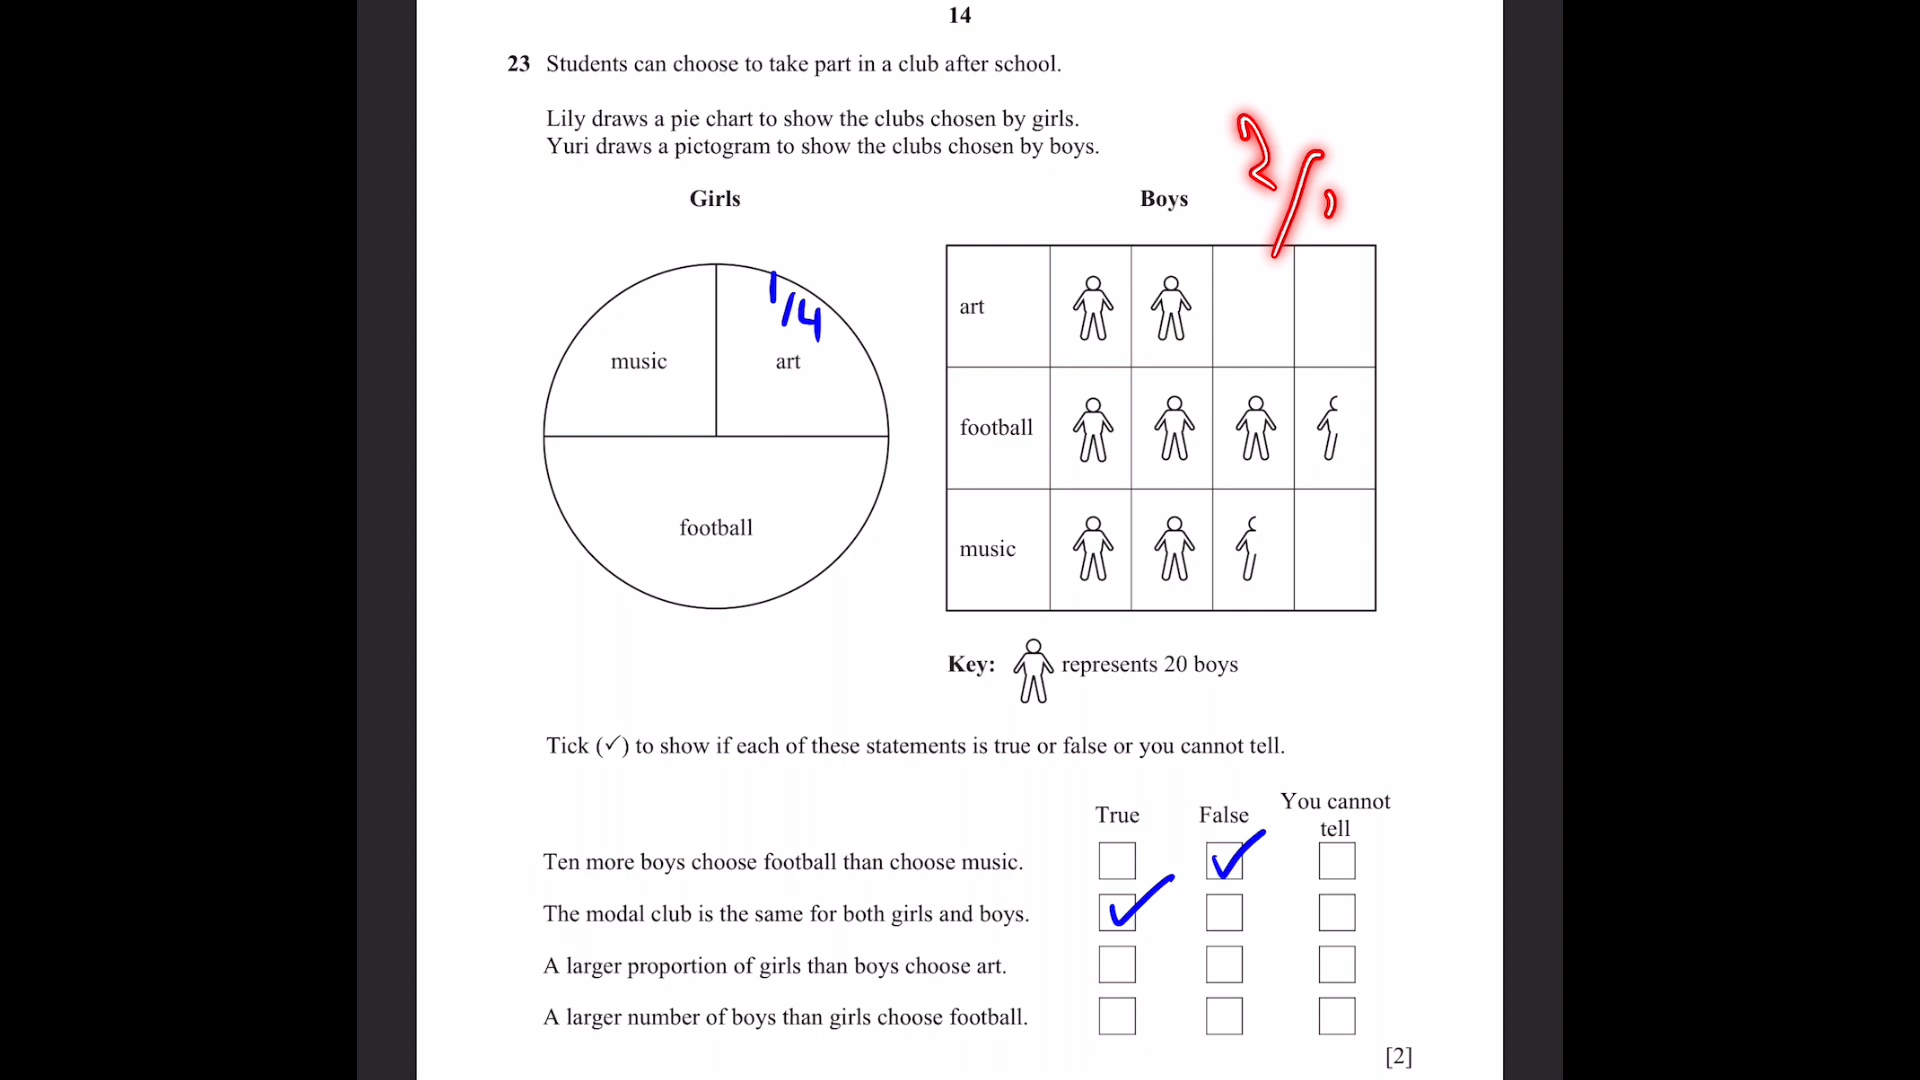 14
23 Students can choose to take part in a club after school.
Lily draws a pie chart to show the clubs chosen by girls.
Yuri draws a pictogram to show the clubs chosen by boys.
Girls
Boys
2/
1/4
music
art
football
art
football
music
Key: represents 20 boys
Tick (✓) to show if each of these statements is true or false or you cannot tell.
True False You cannot tell
Ten more boys choose football than choose music. ✓
The modal club is the same for both girls and boys. ✓
A larger proportion of girls than boys choose art.
A larger number of boys than girls choose football.
[2]